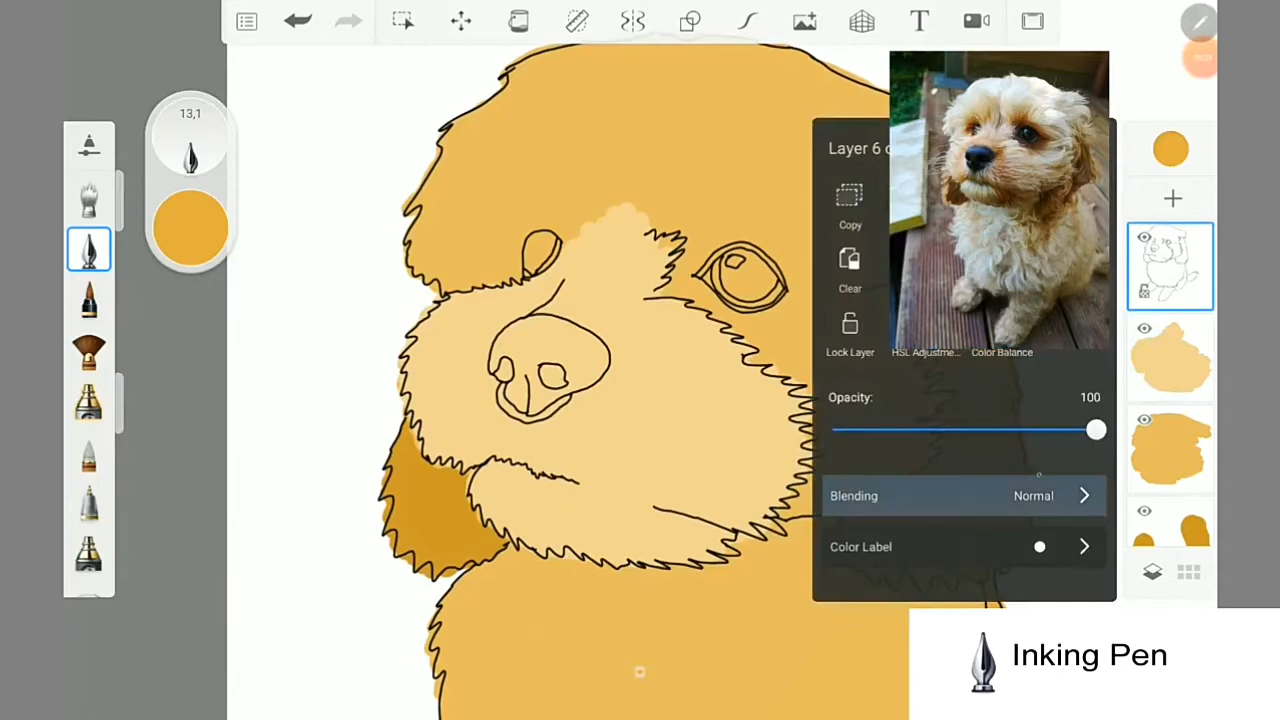 T
13,1
Layer 6
Copy
Clear
Lock Layer
HSL Adjustme...
Color Balance
Opacity:
100
Blending
Normal
Color Label
Inking Pen